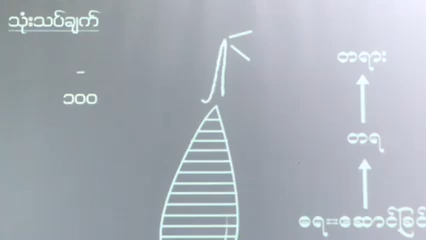 သုံးသပ်ချက်
–
၁၀၀
တရား
တရ
ရေ=ဆောင်ခြင်